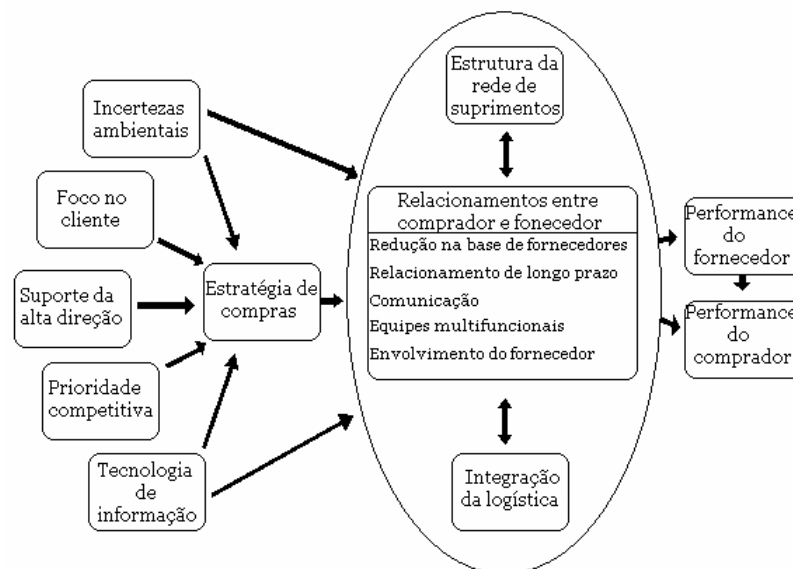 Estrutura da
rede de
suprimentos
Incertezas
ambientais
Foco no
cliente
Suporte da
alta direção
Prioridade
competitiva
Tecnologia
de
informação
Estratégia de
compras
Relacionamentos entre
comprador e fonecedor
Redução na base de fornecedores
Relacionamento de longo prazo
Comunicação
Equipes multifuncionais
Envolvimento do fornecedor
Integração
da logística
Performance
do
fornecedor
Performance
do
comprador